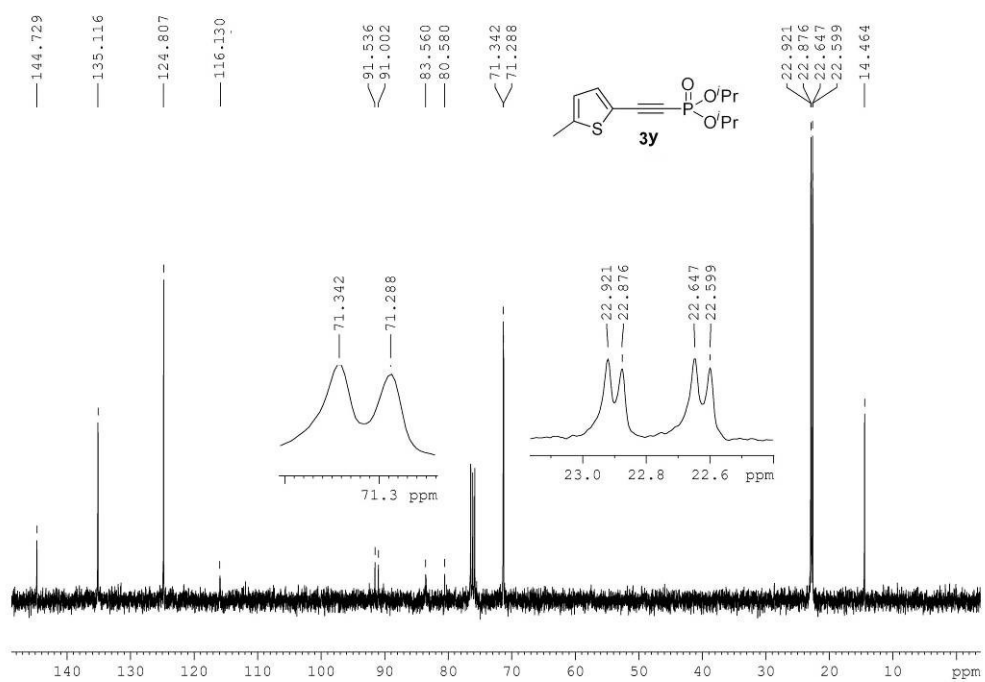 144.729
135.116
124.807
116.130
91.536
91.002
83.560
80.580
71.342
71.288
22.921
22.876
22.647
22.599
14.464
O
P
OiPr
OiPr
S
3y
71.342
71.288
22.921
22.876
22.647
22.599
71.3 ppm
23.0 22.8 22.6 ppm
140 130 120 110 100 90 80 70 60 50 40 30 20 10 ppm